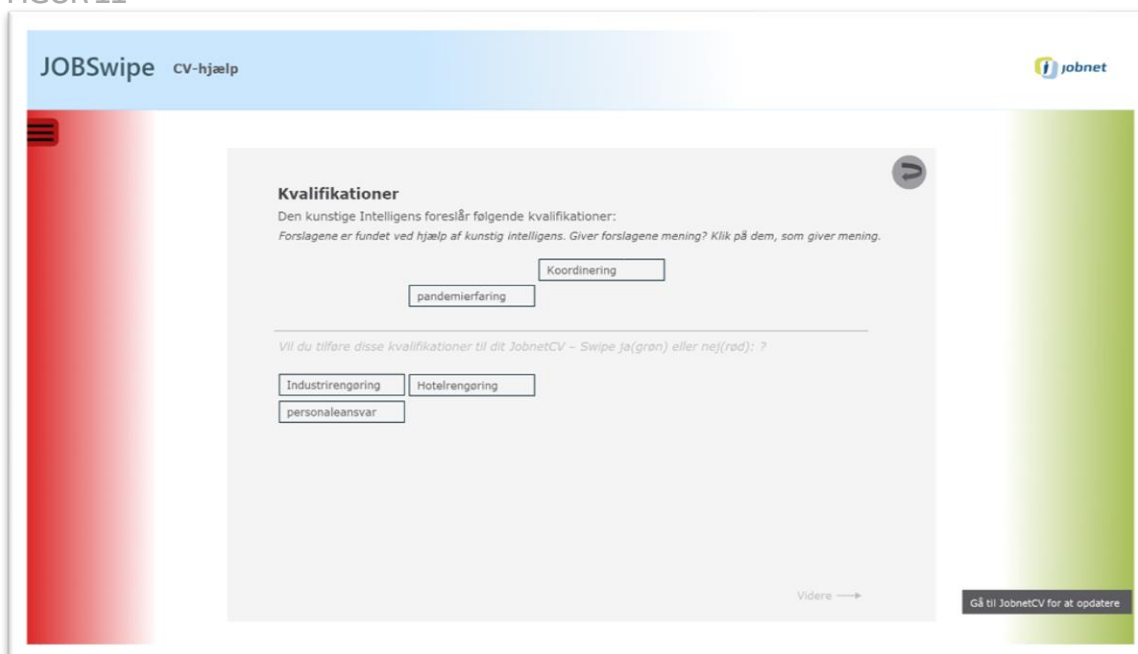 FIGUR 11
JOBSwipe CV-hjælp
jobnet
Kvalifikationer
Den kunstige Intelligens foreslår følgende kvalifikationer:
Forslagene er fundet ved hjælp af kunstig intelligens. Giver forslagene mening? Klik på dem, som giver mening.
Koordinering
pandemierfaring
Vil du tilføre disse kvalifikationer til dit JobnetCV – Swipe ja(grøn) eller nej(rød): ?
Industrirengøring Hotelrengøring
personaleansvar
Videre
Gå til JobnetCV for at opdatere